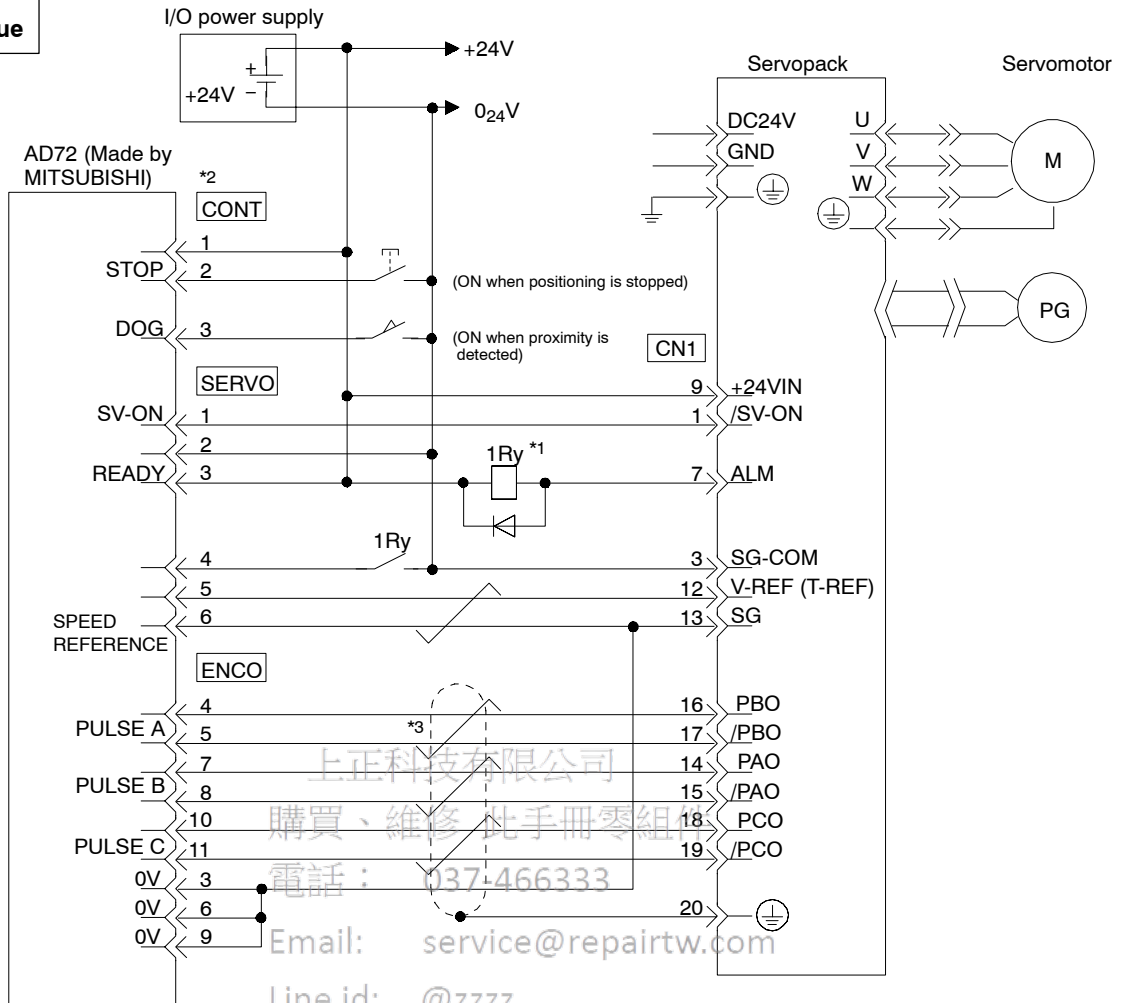 ue
I/O power supply
+24V
+
+24V −
0₂₄V
Servopack
Servomotor
AD72 (Made by
MITSUBISHI)
*2
CONT
1
STOP 2
(ON when positioning is stopped)
DOG 3
(ON when proximity is
detected)
SERVO
SV-ON 1
2
READY 3
1Ry *1
1Ry
4
5
SPEED
REFERENCE
6
ENCO
4
PULSE A 5
*3
7
PULSE B 8
10
PULSE C 11
0V 3
0V 6
0V 9
DC24V
GND
U
V
W
M
PG
CN1
9 +24VIN
1 /SV-ON
7 ALM
3 SG-COM
12 V-REF (T-REF)
13 SG
16 PBO
17 /PBO
14 PAO
15 /PAO
18 PCO
19 /PCO
20
上正科技有限公司
購買、維修 此手冊零組件
電話： 037-466333
Email: service@repairtw.com
Line id: @zzzz